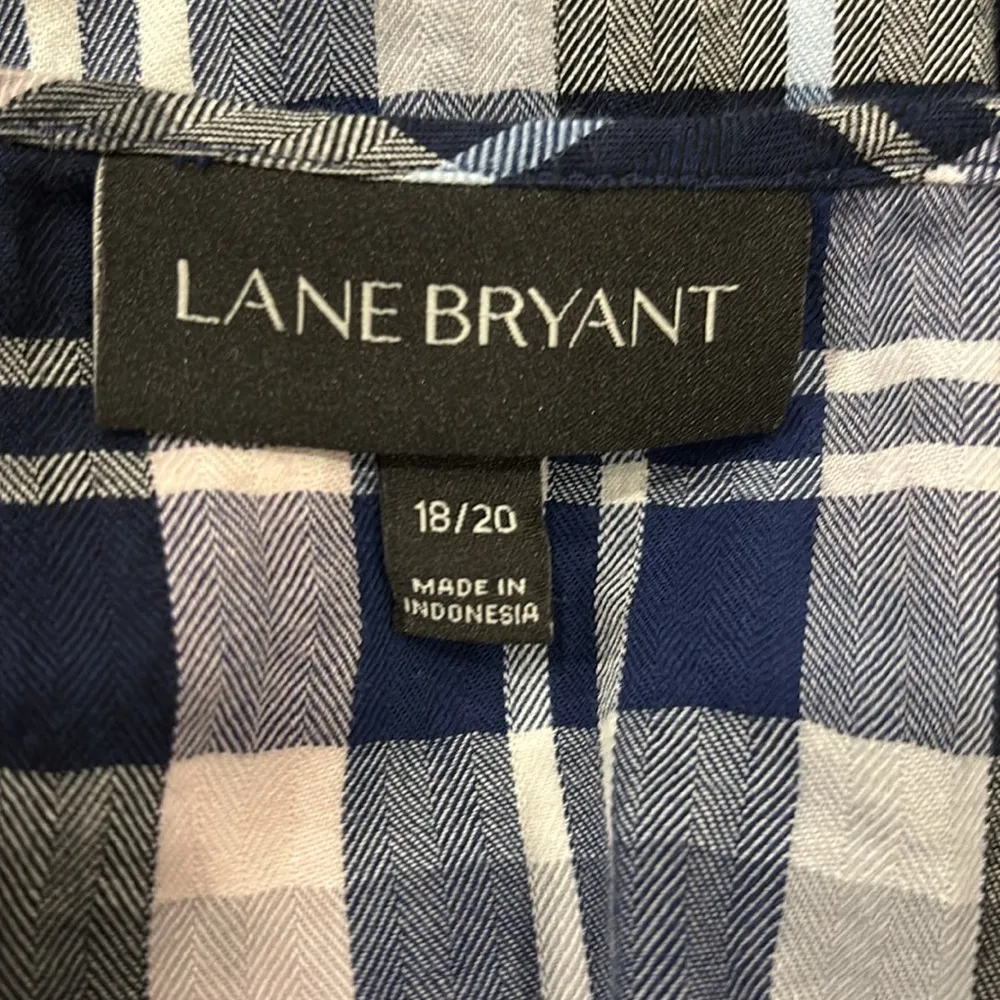 LANE BRYANT
18/20
MADE IN
INDONESIA